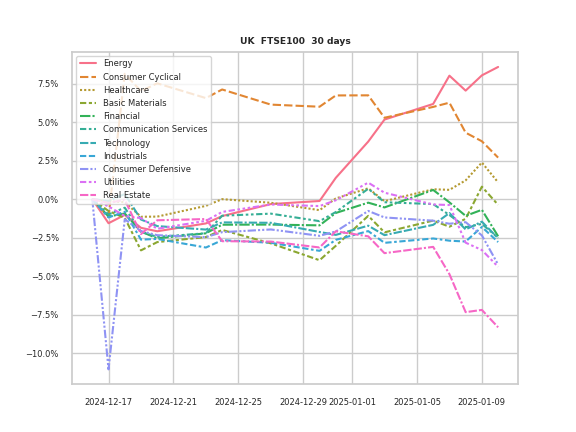 UK  FTSE100  30 days
Energy
Consumer Cyclical
Healthcare
Basic Materials
Financial
Communication Services
Technology
Industrials
Consumer Defensive
Utilities
Real Estate
7.5%
5.0%
2.5%
0.0%
−2.5%
−5.0%
−7.5%
−10.0%
2024-12-17 2024-12-21 2024-12-25 2024-12-29 2025-01-01 2025-01-05 2025-01-09